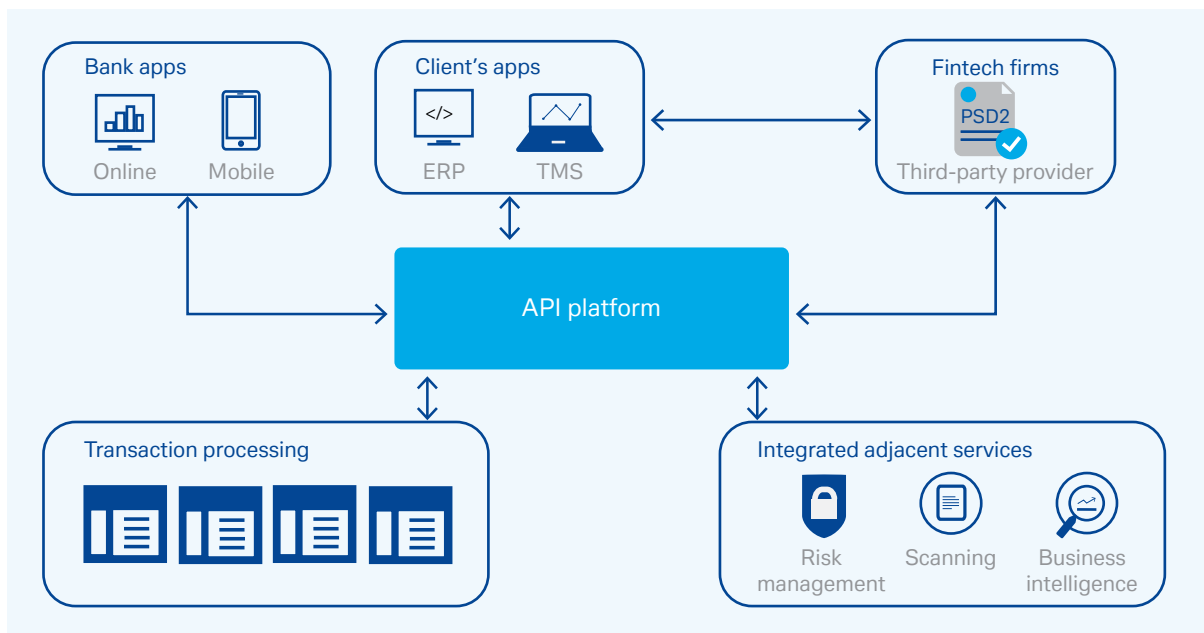 Bank apps
Online
Mobile
Client's apps
</>
ERP
TMS
Fintech firms
PSD2
Third-party provider
API platform
Transaction processing
Integrated adjacent services
Risk
management
Scanning
Business
intelligence